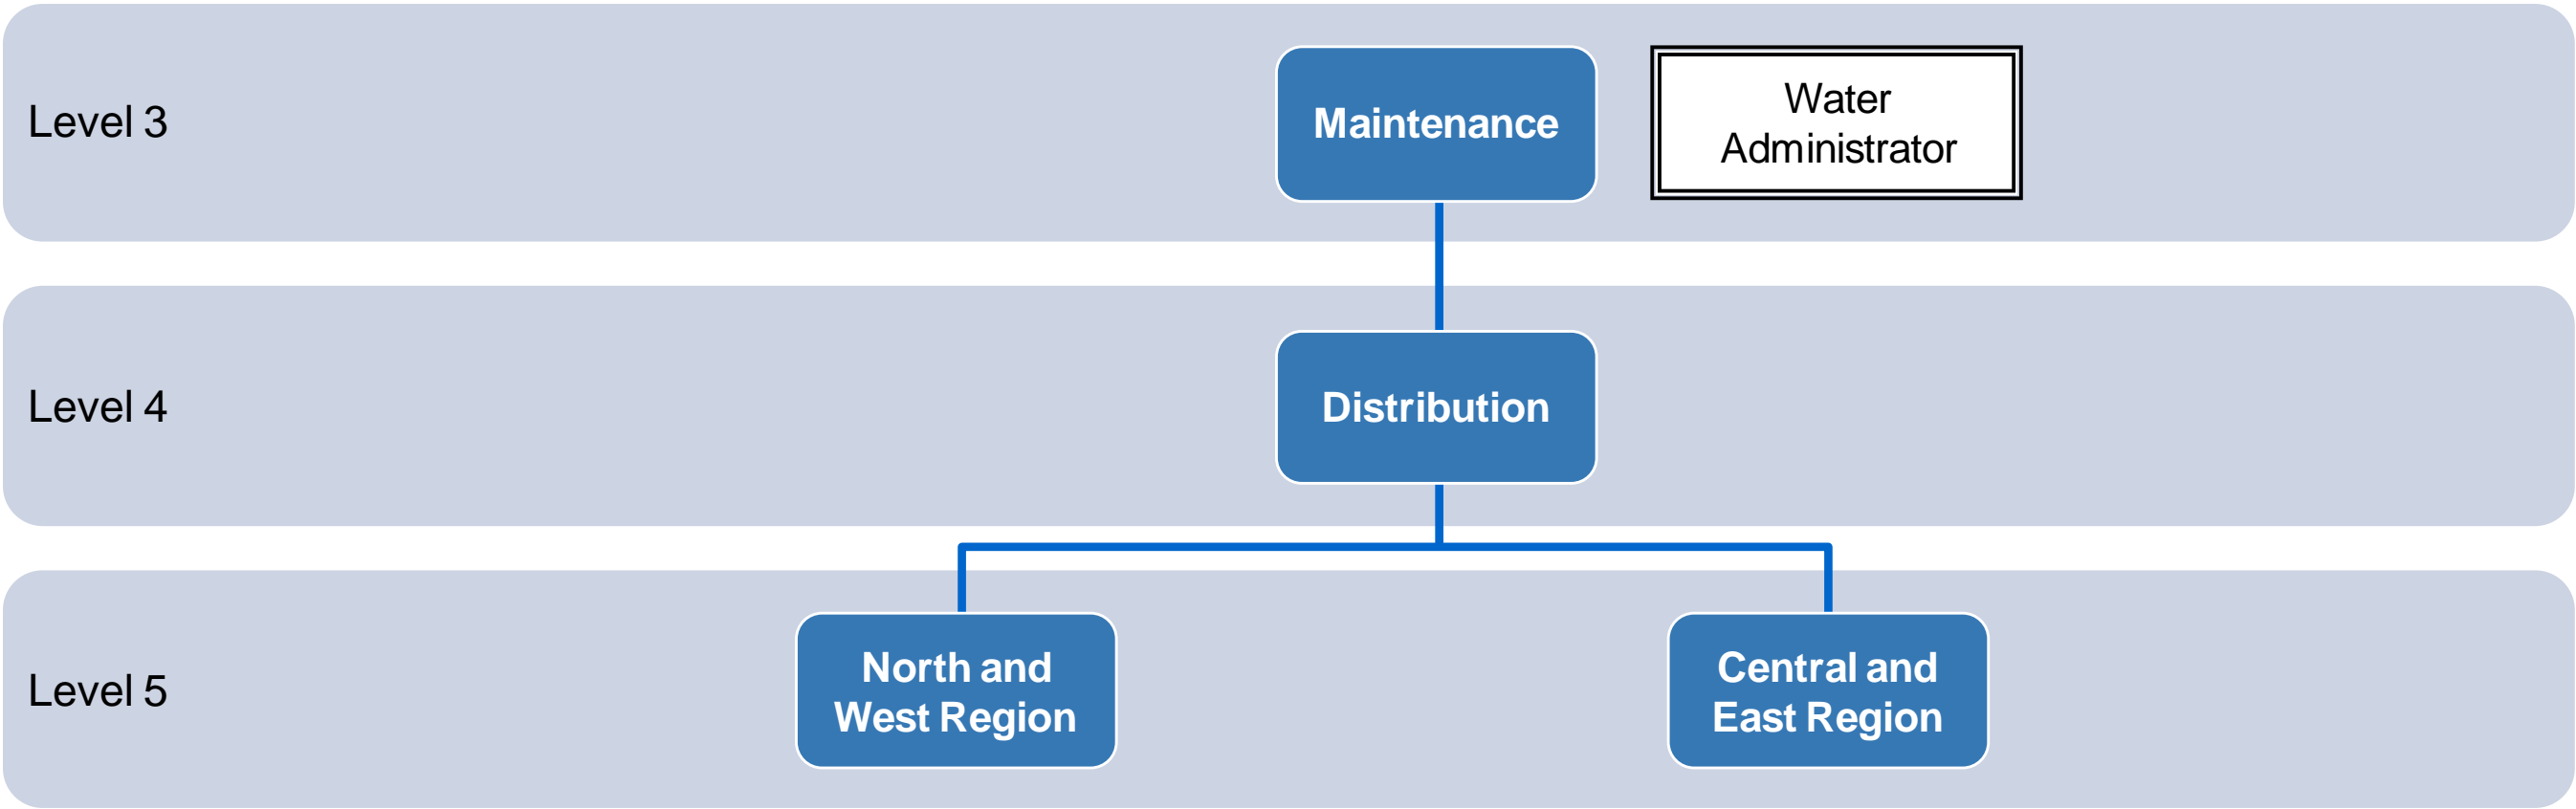 Level 3
Maintenance
Water
Administrator
Level 4
Distribution
Level 5
North and
West Region
Central and
East Region